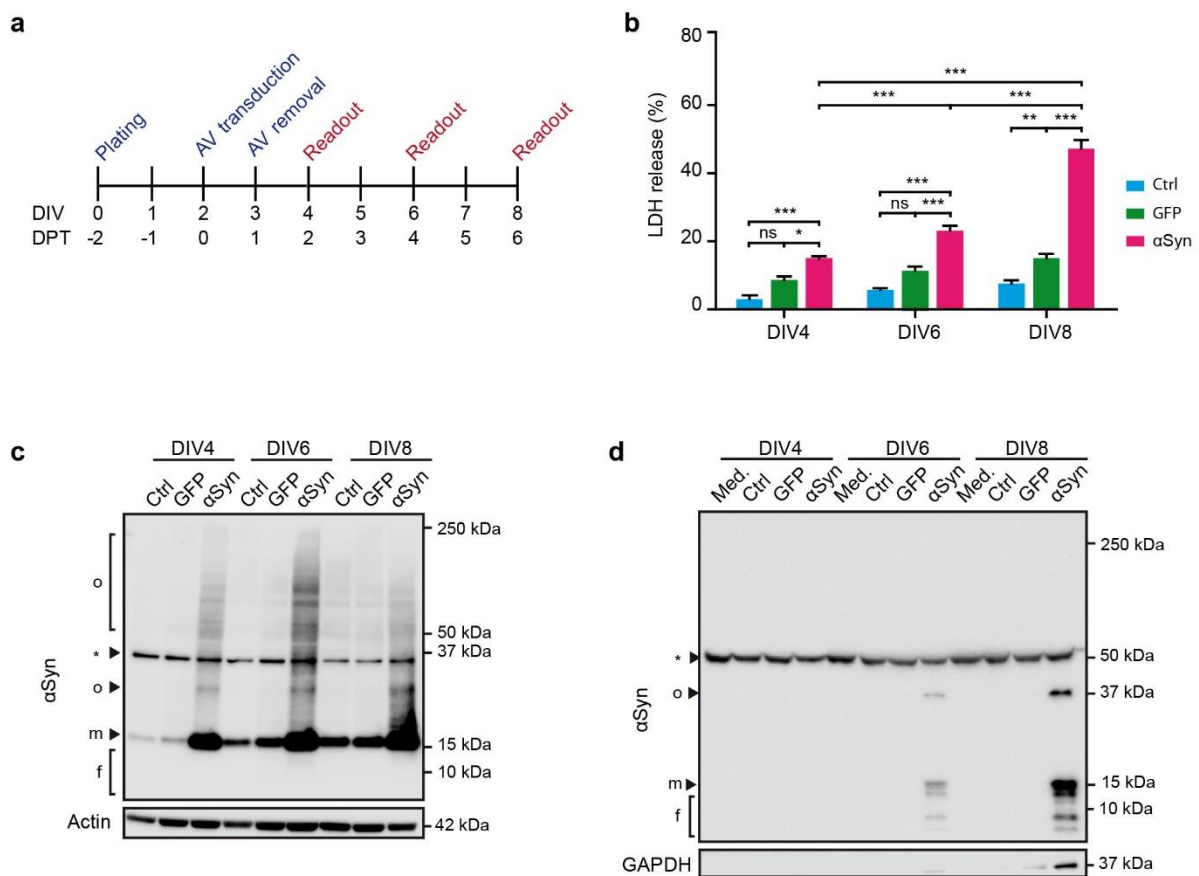 a
Plating
AV transduction
AV removal
Readout
Readout
Readout
DIV 0 1 2 3 4 5 6 7 8
DPT -2 -1 0 1 2 3 4 5 6
b
LDH release (%)
80
60
40
20
0
***
*** ***
** ***
***
ns ***
***
ns *
DIV4 DIV6 DIV8
Ctrl
GFP
αSyn
c
DIV4 DIV6 DIV8
Ctrl GFP αSyn Ctrl GFP αSyn Ctrl GFP αSyn
αSyn
250 kDa
o
50 kDa
* 37 kDa
o
m 15 kDa
f 10 kDa
Actin 42 kDa
d
DIV4 DIV6 DIV8
Med. Ctrl GFP αSyn Med. Ctrl GFP αSyn Med. Ctrl GFP αSyn
αSyn
250 kDa
* 50 kDa
o 37 kDa
m 15 kDa
f 10 kDa
GAPDH 37 kDa